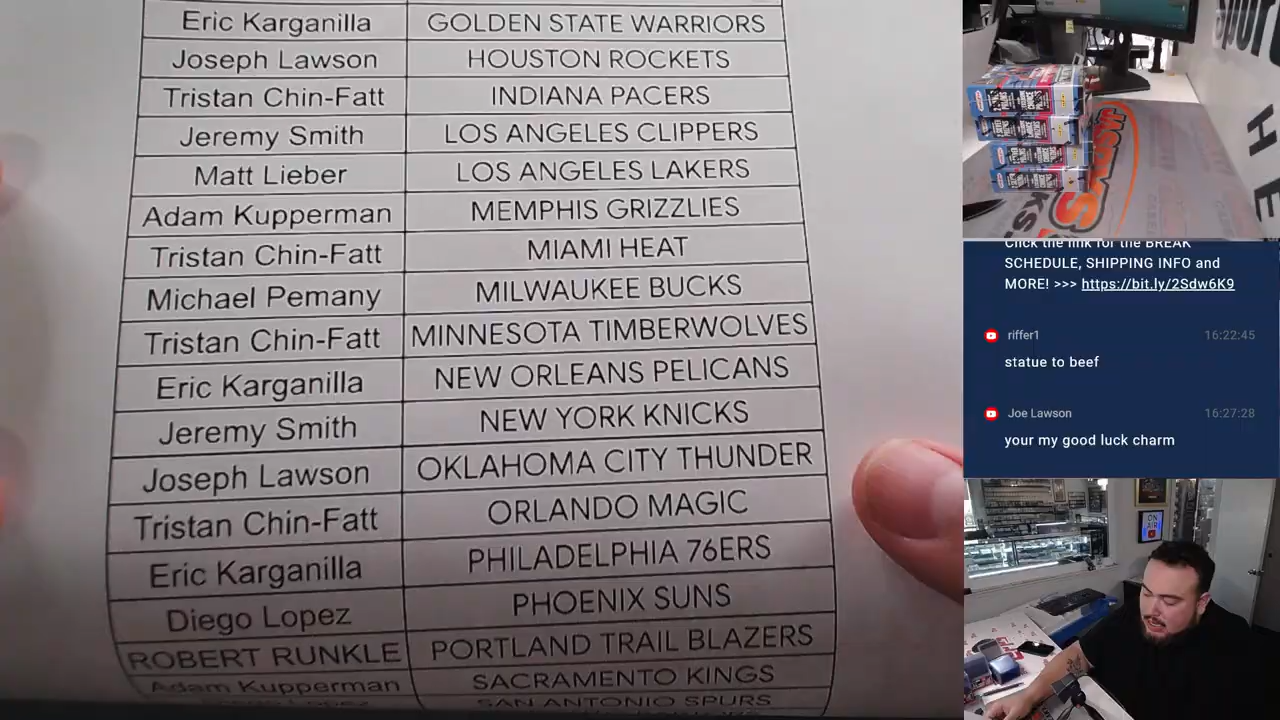 Eric Karganilla GOLDEN STATE WARRIORS
Joseph Lawson HOUSTON ROCKETS
Tristan Chin-Fatt INDIANA PACERS
Jeremy Smith LOS ANGELES CLIPPERS
Matt Lieber LOS ANGELES LAKERS
Adam Kupperman MEMPHIS GRIZZLIES
Tristan Chin-Fatt MIAMI HEAT
Michael Pemany MILWAUKEE BUCKS
Tristan Chin-Fatt MINNESOTA TIMBERWOLVES
Eric Karganilla NEW ORLEANS PELICANS
Jeremy Smith NEW YORK KNICKS
Joseph Lawson OKLAHOMA CITY THUNDER
Tristan Chin-Fatt ORLANDO MAGIC
Eric Karganilla PHILADELPHIA 76ERS
Diego Lopez PHOENIX SUNS
ROBERT RUNKLE PORTLAND TRAIL BLAZERS
Adam Kupperman SACRAMENTO KINGS
SAN ANTONIO SPURS
Click the link for the BREAK
SCHEDULE, SHIPPING INFO and
MORE! >>> https://bit.ly/2Sdw6K9
riffer1 16:22:45
statue to beef
Joe Lawson 16:27:28
your my good luck charm
ON
AIR